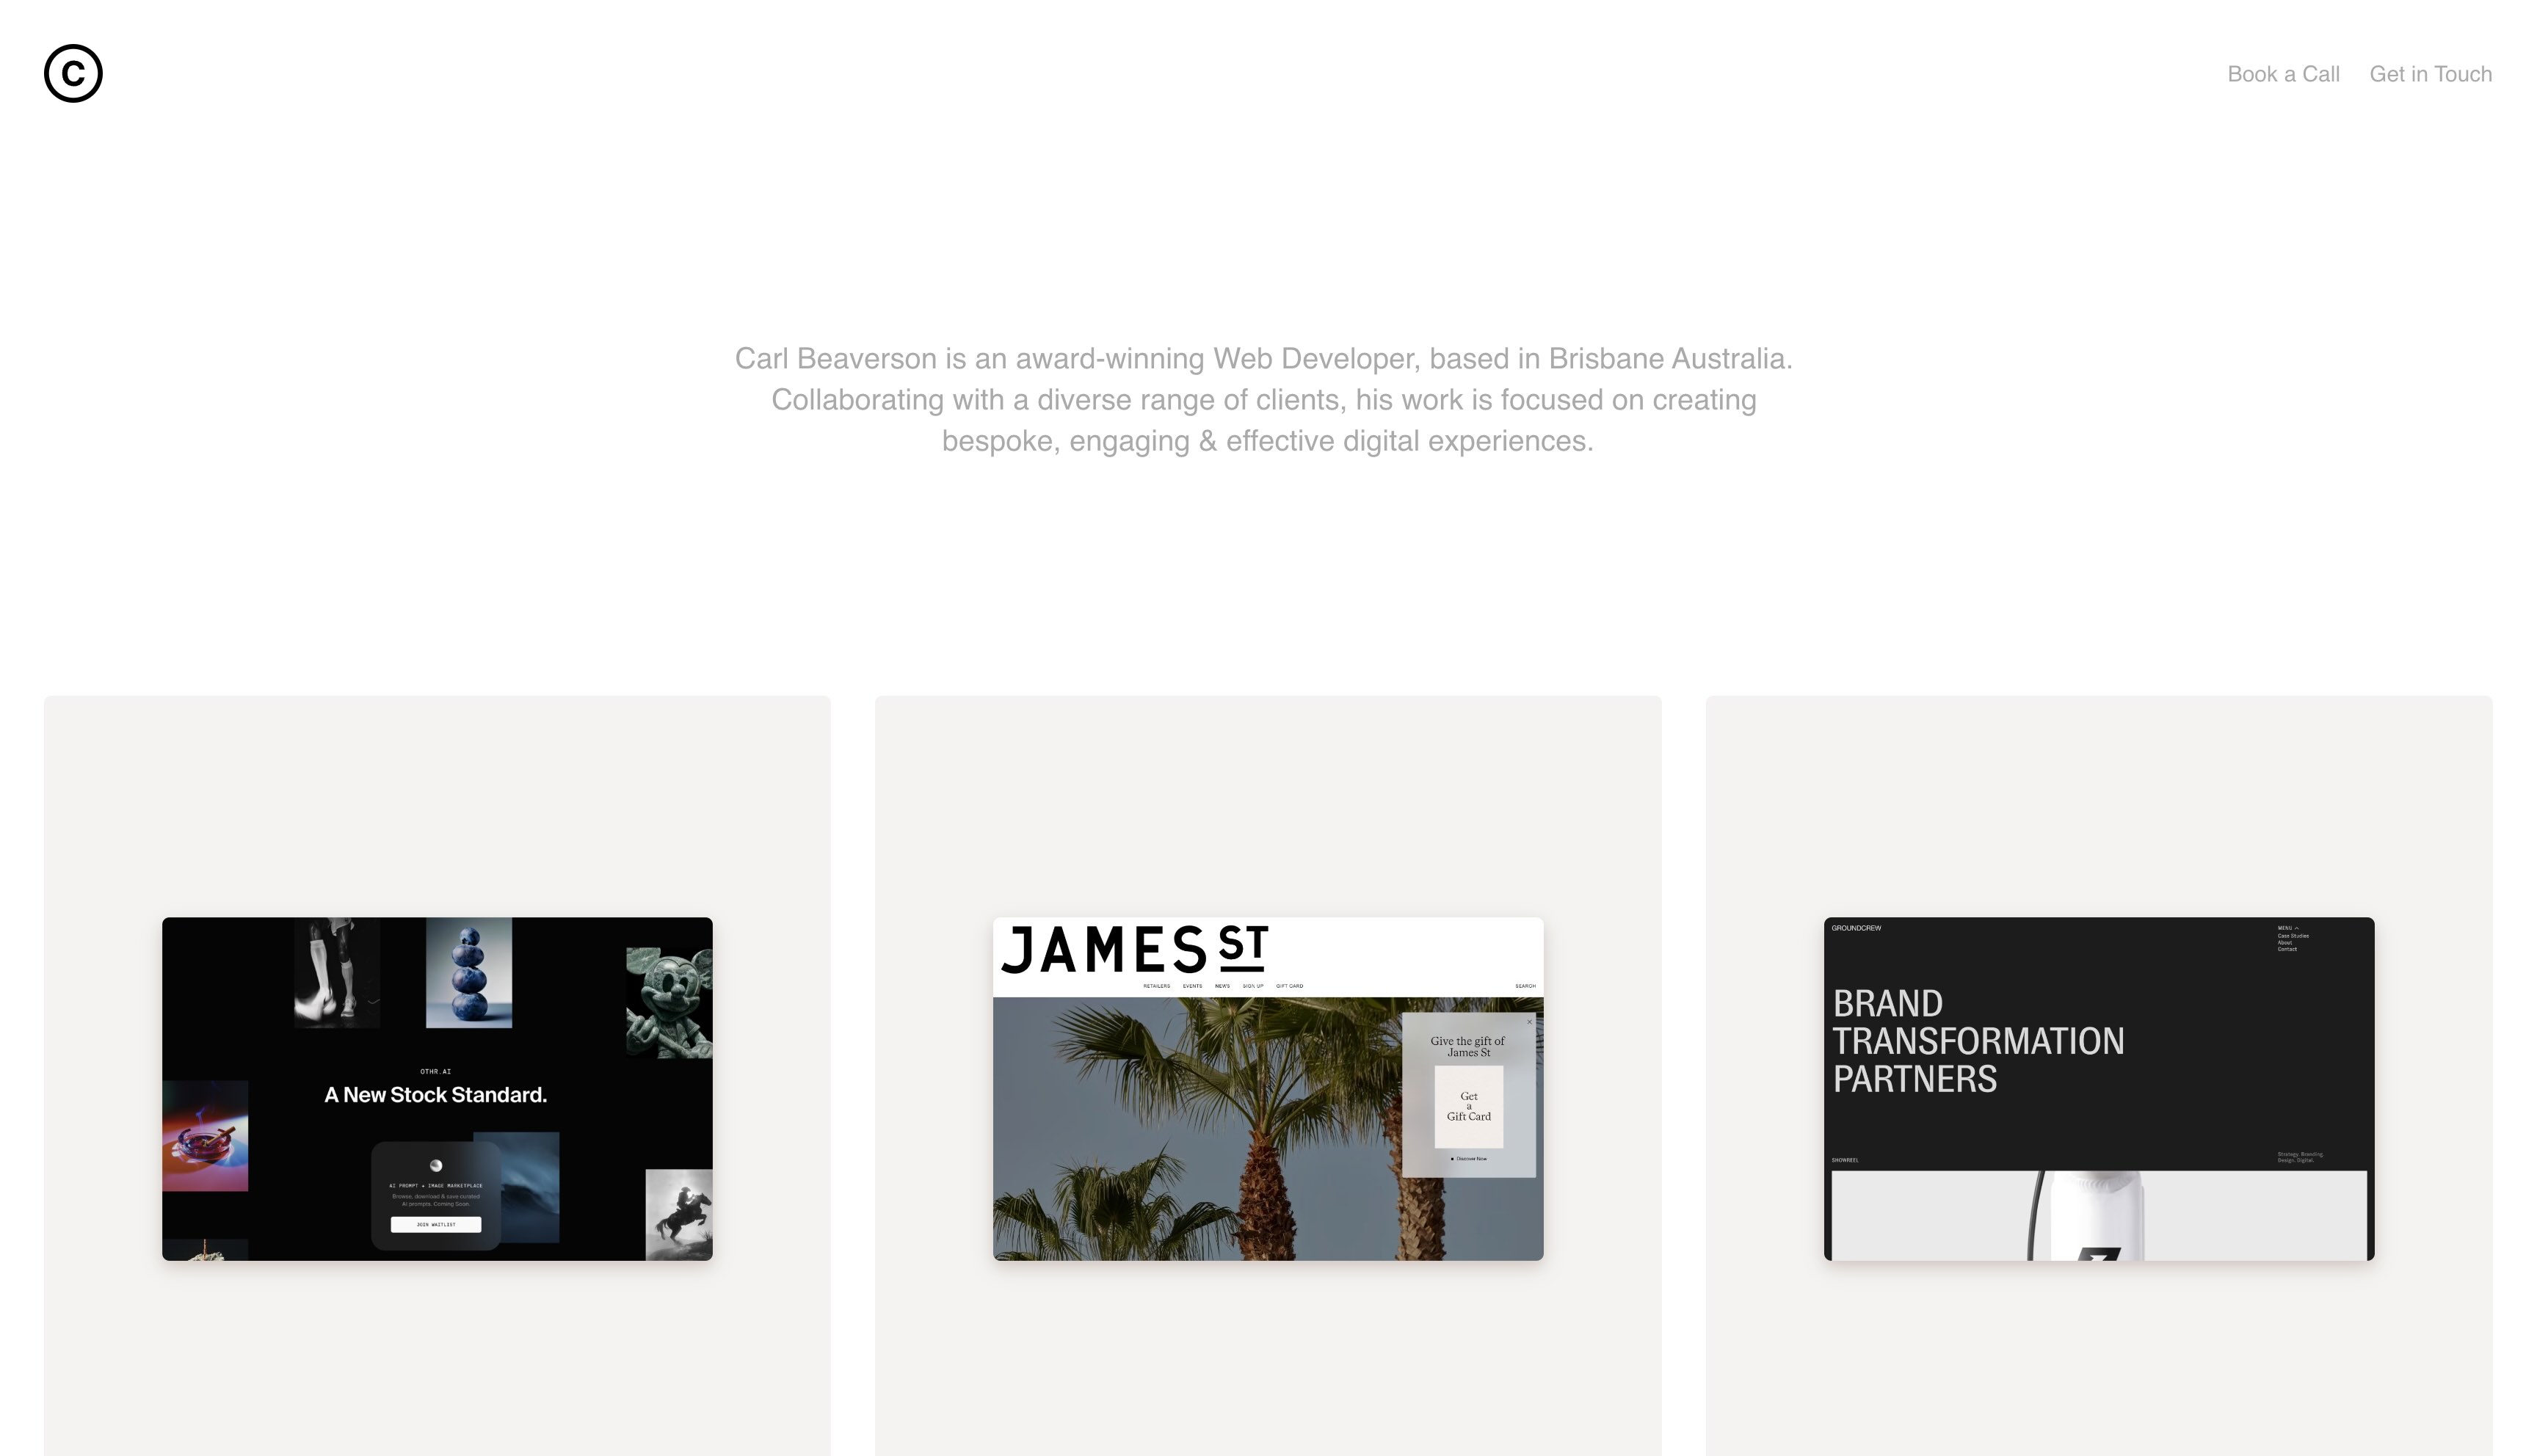 C
Book a Call Get in Touch
Carl Beaverson is an award-winning Web Developer, based in Brisbane Australia.
Collaborating with a diverse range of clients, his work is focused on creating
bespoke, engaging & effective digital experiences.
OTHR.AI
A New Stock Standard.
AI PROMPT + IMAGE MARKETPLACE
Browse, download & save curated
AI prompts. Coming Soon.
JOIN WAITLIST
JAMES ST
RETAILERS EVENTS NEWS SIGN UP GIFT CARD SEARCH
Give the gift of
James St
Get
a
Gift Card
Discover Now
GROUNDCREW
MENU
Case Studies
About
Contact
BRAND
TRANSFORMATION
PARTNERS
SHOWREEL
Strategy. Branding.
Design. Digital.